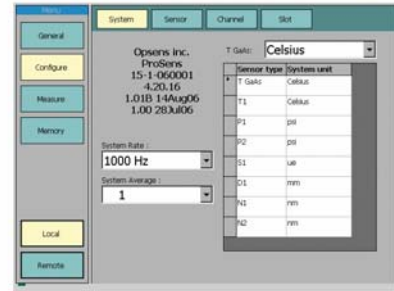 Menu
General
Configure
Measure
Memory
Local
Remote
System Sensor Channel Slot
Opsens inc.
ProSens
15-1-060001
4.20.16
1.01B 14Aug06
1.00 28Jul06
System Rate :
1000 Hz
System Average :
1
T GaAs: Celsius
Sensor type System unit
T GaAs Celsius
T1 Celsius
P1 psi
P2 psi
S1 ue
D1 mm
N1 nm
N2 nm